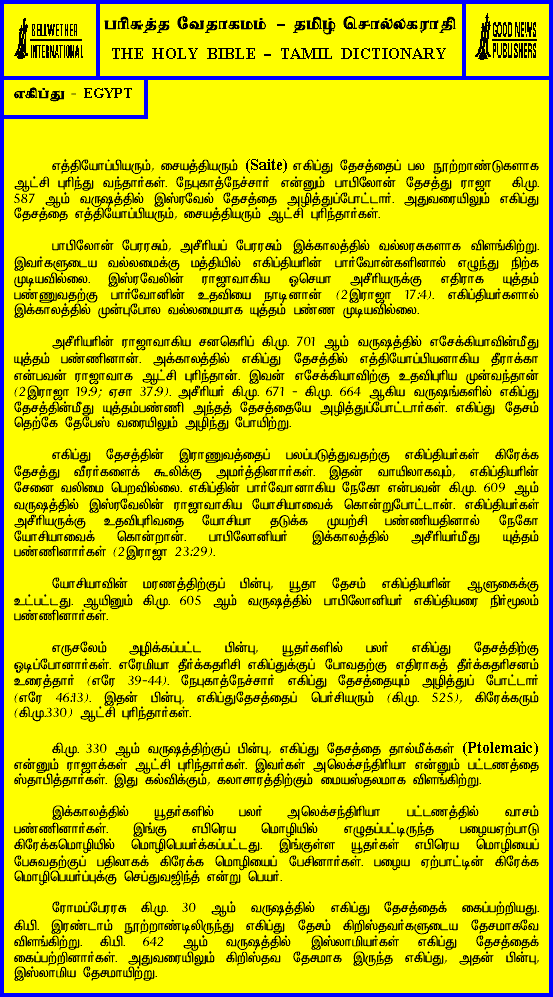 BELLWETHER
INTERNATIONAL
பரிசுத்த வேதாகமம் – தமிழ் சொல்லகராதி
THE HOLY BIBLE – TAMIL DICTIONARY
GOOD NEWS
PUBLISHERS
எகிப்து - EGYPT
எத்தியோப்பியரும், சையத்தியரும் (Saite) எகிப்து தேசத்தைப் பல நூற்றாண்டுகளாக
ஆட்சி புரிந்து வந்தார்கள். நேபுகாத்நேச்சார் என்னும் பாபிலோன் தேசத்து ராஜா கி.மு.
587 ஆம் வருஷத்தில் இஸ்ரவேல் தேசத்தை அழித்துப்போட்டார். அதுவரையிலும் எகிப்து
தேசத்தை எத்தியோப்பியரும், சையத்தியரும் ஆட்சி புரிந்தார்கள்.
பாபிலோன் பேரரசும், அசீரியப் பேரரசும் இக்காலத்தில் வல்லரசுகளாக விளங்கிற்று.
இவர்களுடைய வல்லமைக்கு மத்தியில் எகிப்தியரின் பார்வோன்களினால் எழுந்து நிற்க
முடியவில்லை. இஸ்ரவேலின் ராஜாவாகிய ஓசெயா அசீரியருக்கு எதிராக யுத்தம்
பண்ணுவதற்கு பார்வோனின் உதவியை நாடினான் (2இராஜா 17:4). எகிப்தியர்களால்
இக்காலத்தில் முன்புபோல வல்லமையாக யுத்தம் பண்ண முடியவில்லை.
அசீரியரின் ராஜாவாகிய சனகெரிப் கி.மு. 701 ஆம் வருஷத்தில் எசேக்கியாவின்மீது
யுத்தம் பண்ணினான். அக்காலத்தில் எகிப்து தேசத்தில் எத்தியோப்பியனாகிய தீராக்கா
என்பவன் ராஜாவாக ஆட்சி புரிந்தான். இவன் எசேக்கியாவிற்கு உதவிபுரிய முன்வந்தான்
(2இராஜா 19:9; ஏசா 37:9). அசீரியர் கி.மு. 671 - கி.மு. 664 ஆகிய வருஷங்களில் எகிப்து
தேசத்தின்மீது யுத்தம்பண்ணி அந்தத் தேசத்தையே அழித்துப்போட்டார்கள். எகிப்து தேசம்
தெற்கே தேபேஸ் வரையிலும் அழிந்து போயிற்று.
எகிப்து தேசத்தின் இராணுவத்தைப் பலப்படுத்துவதற்கு எகிப்தியர்கள் கிரேக்க
தேசத்து வீரர்களைக் கூலிக்கு அமர்த்தினார்கள். இதன் வாயிலாகவும், எகிப்தியரின்
சேனை வலிமை பெறவில்லை. எகிப்தின் பார்வோனாகிய நேகோ என்பவன் கி.மு. 609 ஆம்
வருஷத்தில் இஸ்ரவேலின் ராஜாவாகிய யோசியாவைக் கொன்றுபோட்டான். எகிப்தியர்கள்
அசீரியருக்கு உதவிபுரிவதை யோசியா தடுக்க முயற்சி பண்ணியதினால் நேகோ
யோசியாவைக் கொன்றான். பாபிலோனியர் இக்காலத்தில் அசீரியர்மீது யுத்தம்
பண்ணினார்கள் (2இராஜா 23:29).
யோசியாவின் மரணத்திற்குப் பின்பு, யூதா தேசம் எகிப்தியரின் ஆளுகைக்கு
உட்பட்டது. ஆயினும் கி.மு. 605 ஆம் வருஷத்தில் பாபிலோனியர் எகிப்தியரை நிர்மூலம்
பண்ணினார்கள்.
எருசலேம் அழிக்கப்பட்ட பின்பு, யூதர்களில் பலர் எகிப்து தேசத்திற்கு
ஓடிப்போனார்கள். எரேமியா தீர்க்கதரிசி எகிப்துக்குப் போவதற்கு எதிராகத் தீர்க்கதரிசனம்
உரைத்தார் (எரே 39-44). நேபுகாத்நேச்சார் எகிப்து தேசத்தையும் அழித்துப் போட்டார்
(எரே 46:13). இதன் பின்பு, எகிப்துதேசத்தைப் பெர்சியரும் (கி.மு. 525), கிரேக்கரும்
(கி.மு.330) ஆட்சி புரிந்தார்கள்.
கி.மு. 330 ஆம் வருஷத்திற்குப் பின்பு, எகிப்து தேசத்தை தால்மீக்கள் (Ptolemaic)
என்னும் ராஜாக்கள் ஆட்சி புரிந்தார்கள். இவர்கள் அலெக்சந்திரியா என்னும் பட்டணத்தை
ஸ்தாபித்தார்கள். இது கல்விக்கும், கலாசாரத்திற்கும் மையஸ்தலமாக விளங்கிற்று.
இக்காலத்தில் யூதர்களில் பலர் அலெக்சந்திரியா பட்டணத்தில் வாசம்
பண்ணினார்கள். இங்கு எபிரெய மொழியில் எழுதப்பட்டிருந்த பழையஏற்பாடு
கிரேக்கமொழியில் மொழிபெயர்க்கப்பட்டது. இங்குள்ள யூதர்கள் எபிரெய மொழியைப்
பேசுவதற்குப் பதிலாகக் கிரேக்க மொழியைப் பேசினார்கள். பழைய ஏற்பாட்டின் கிரேக்க
மொழிபெயர்ப்புக்கு செப்துவஜிந்த் என்று பெயர்.
ரோமப்பேரரசு கி.மு. 30 ஆம் வருஷத்தில் எகிப்து தேசத்தைக் கைப்பற்றியது.
கி.பி. இரண்டாம் நூற்றாண்டிலிருந்து எகிப்து தேசம் கிறிஸ்தவர்களுடைய தேசமாகவே
விளங்கிற்று. கி.பி. 642 ஆம் வருஷத்தில் இஸ்லாமியர்கள் எகிப்து தேசத்தைக்
கைப்பற்றினார்கள். அதுவரையிலும் கிறிஸ்தவ தேசமாக இருந்த எகிப்து, அதன் பின்பு,
இஸ்லாமிய தேசமாயிற்று.